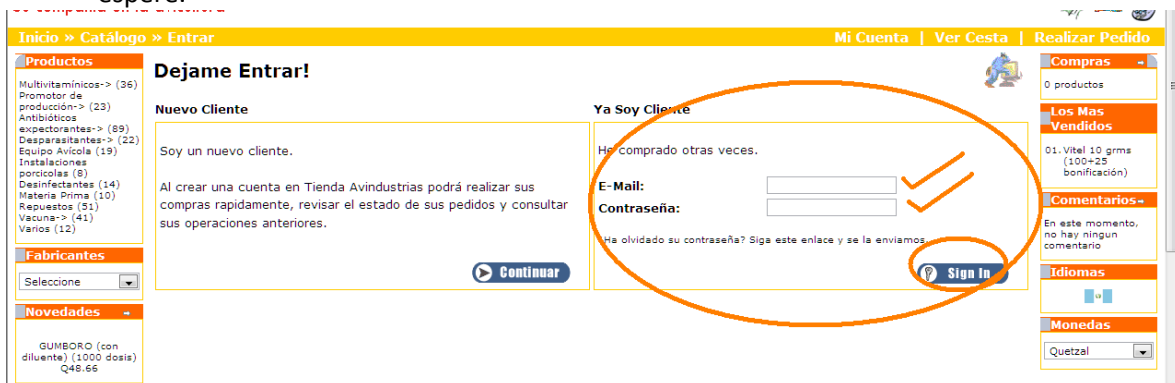 Inicio » Catálogo » Entrar
Mi Cuenta | Ver Cesta | Realizar Pedido
Productos
Multivitamínicos-> (36)
Promotor de
producción-> (23)
Antibióticos
expectorantes-> (89)
Desparasitantes-> (22)
Equipo Avícola (19)
Instalaciones
porcicolas (8)
Desinfectantes (14)
Materia Prima (10)
Repuestos (51)
Vacuna-> (41)
Varios (12)
Fabricantes
Seleccione
Novedades
GUMBORO (con
diluente) (1000 dosis)
Q48.66
Dejame Entrar!
Nuevo Cliente
Soy un nuevo cliente.
Al crear una cuenta en Tienda Avindustrias podrá realizar sus
compras rapidamente, revisar el estado de sus pedidos y consultar
sus operaciones anteriores.
Continuar
Ya Soy Cliente
He comprado otras veces.
E-Mail:
Contraseña:
¿Ha olvidado su contraseña? Siga este enlace y se la enviamos.
Sign In
Compras
0 productos
Los Mas
Vendidos
01. Vitel 10 grms
(100+25
bonificación)
Comentarios
En este momento,
no hay ningun
comentario
Idiomas
Monedas
Quetzal